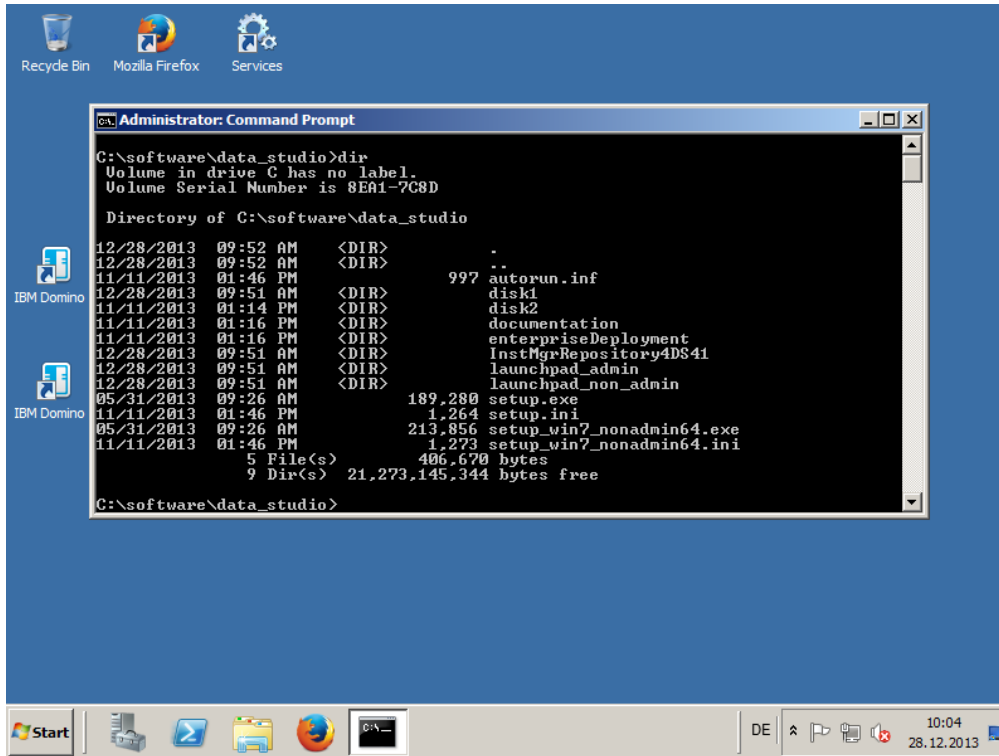 Recycle Bin
Mozilla Firefox
Services
Administrator: Command Prompt
C:\software\data_studio>dir
Volume in drive C has no label.
Volume Serial Number is 8EA1-7C8D
Directory of C:\software\data_studio
12/28/2013 09:52 AM <DIR> .
12/28/2013 09:52 AM <DIR> ..
11/11/2013 01:46 PM 997 autorun.inf
12/28/2013 09:51 AM <DIR> disk1
11/11/2013 01:14 PM <DIR> disk2
11/11/2013 01:16 PM <DIR> documentation
11/11/2013 01:16 PM <DIR> enterpriseDeployment
12/28/2013 09:51 AM <DIR> InstMgrRepository4DS41
12/28/2013 09:51 AM <DIR> launchpad_admin
12/28/2013 09:51 AM <DIR> launchpad_non_admin
05/31/2013 09:26 AM 189,280 setup.exe
11/11/2013 01:46 PM 1,264 setup.ini
05/31/2013 09:26 AM 213,856 setup_win7_nonadmin64.exe
11/11/2013 01:46 PM 1,273 setup_win7_nonadmin64.ini
5 File(s) 406,670 bytes
9 Dir(s) 21,273,145,344 bytes free
C:\software\data_studio>
IBM Domino
IBM Domino
Start
DE
10:04
28.12.2013